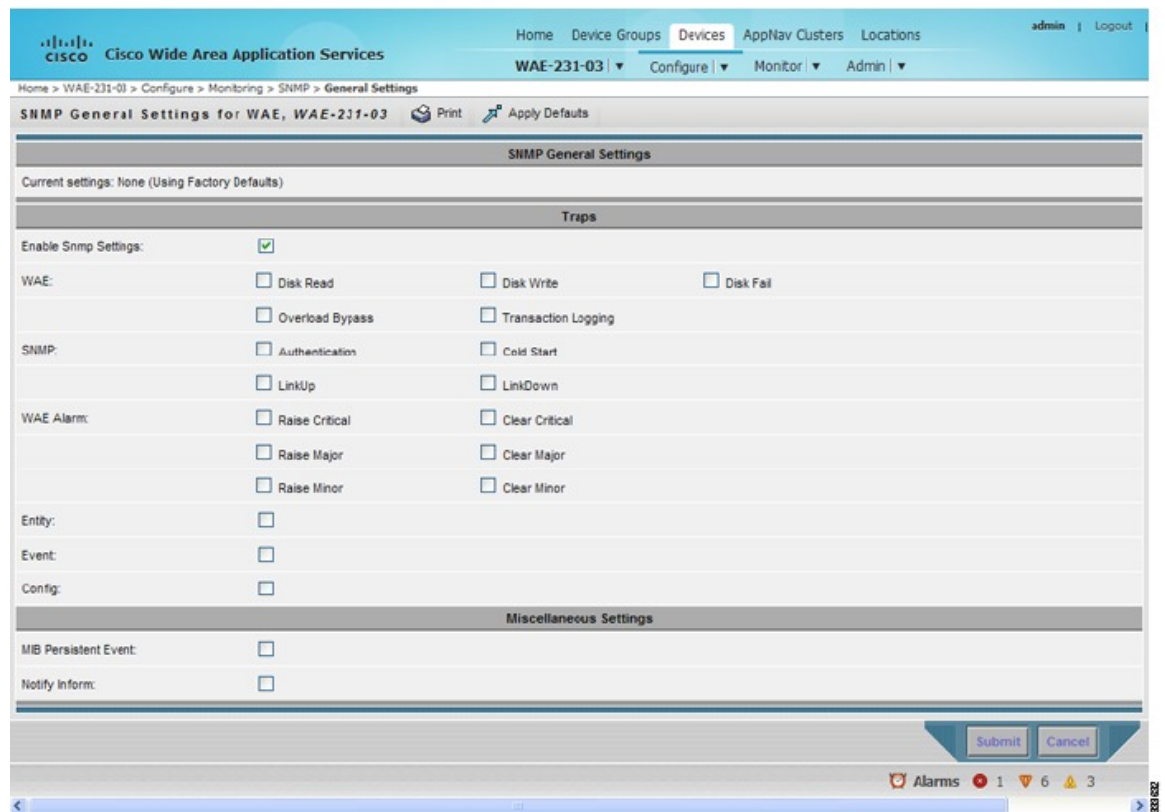 admin | Logout |
Home Device Groups Devices AppNav Clusters Locations
CISCO Cisco Wide Area Application Services
WAE-231-03 | Configure | Monitor | Admin |
Home > WAE-231-03 > Configure > Monitoring > SNMP > General Settings
SNMP General Settings for WAE, WAE-231-03 Print Apply Defaults
SNMP General Settings
Current settings: None (Using Factory Defaults)
Traps
Enable Snmp Settings:
WAE: Disk Read Disk Write Disk Fail
Overload Bypass Transaction Logging
SNMP: Authentication Cold Start
LinkUp LinkDown
WAE Alarm: Raise Critical Clear Critical
Raise Major Clear Major
Raise Minor Clear Minor
Entity:
Event:
Config:
Miscellaneous Settings
MIB Persistent Event:
Notify Inform:
Submit Cancel
Alarms 1 6 3